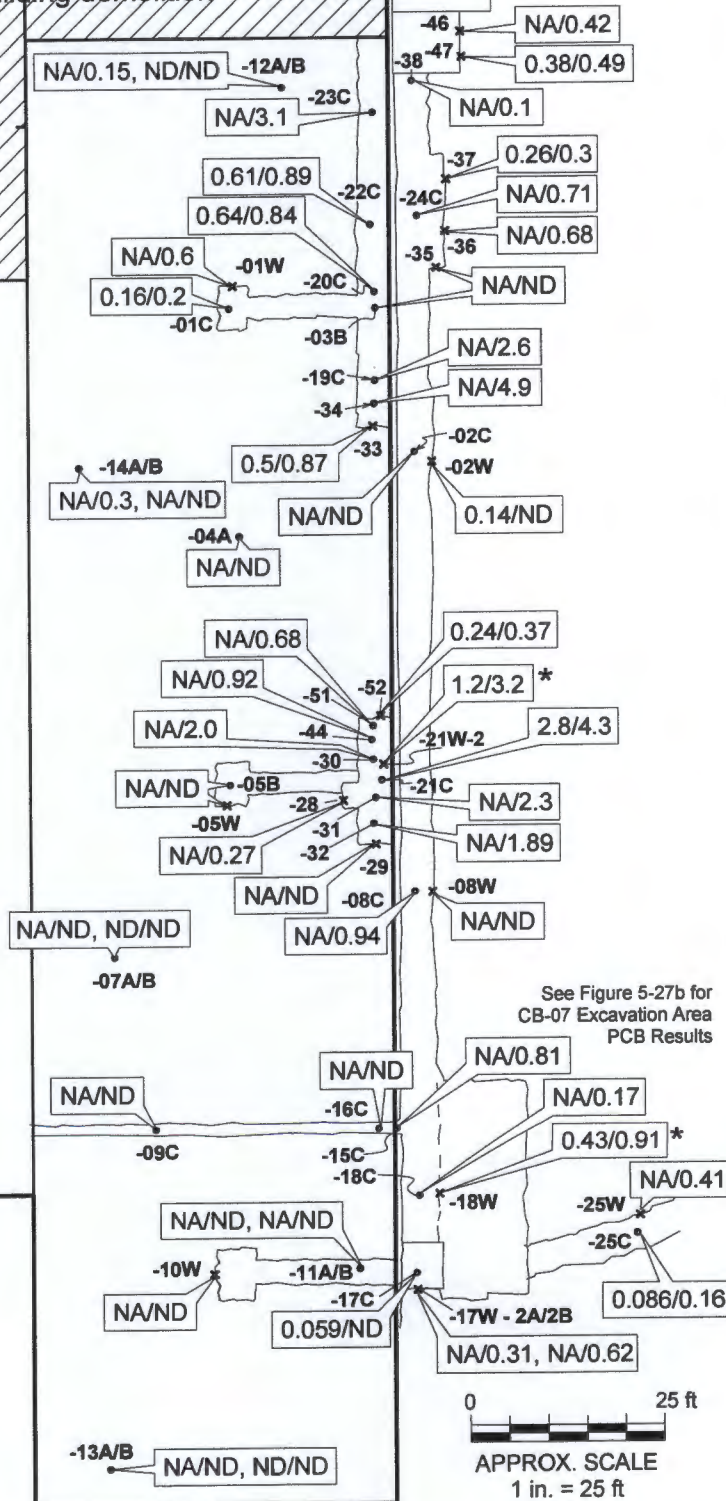 -46
NA/0.42
-47
0.38/0.49
-38
NA/0.1
NA/0.15, ND/ND
-12A/B
-23C
NA/3.1
-37
0.26/0.3
0.61/0.89
-22C
-24C
NA/0.71
0.64/0.84
NA/0.68
-36
NA/0.6
-01W
-35
-20C
NA/ND
0.16/0.2
-01C
-03B
NA/2.6
-19C
NA/4.9
-34
-02C
-33
0.5/0.87
-02W
-14A/B
NA/0.3, NA/ND
NA/ND
0.14/ND
-04A
NA/ND
NA/0.68
0.24/0.37
-52
NA/0.92
-51
1.2/3.2 *
-44
NA/2.0
-21W-2
2.8/4.3
-30
NA/ND
-05B
-21C
-28
NA/2.3
-05W
-31
NA/0.27
-32
NA/1.89
-29
NA/ND
-08C
-08W
NA/ND, ND/ND
NA/0.94
NA/ND
-07A/B
See Figure 5-27b for
CB-07 Excavation Area
PCB Results
NA/0.81
NA/ND
NA/ND
-16C
NA/0.17
-09C
-15C
0.43/0.91 *
-18C
NA/0.41
-18W
-25W
NA/ND, NA/ND
-25C
-10W
-11A/B
-17C
0.086/0.16
NA/ND
0.059/ND
-17W - 2A/2B
NA/0.31, NA/0.62
0 25 ft
-13A/B
NA/ND, ND/ND
APPROX. SCALE
1 in. = 25 ft